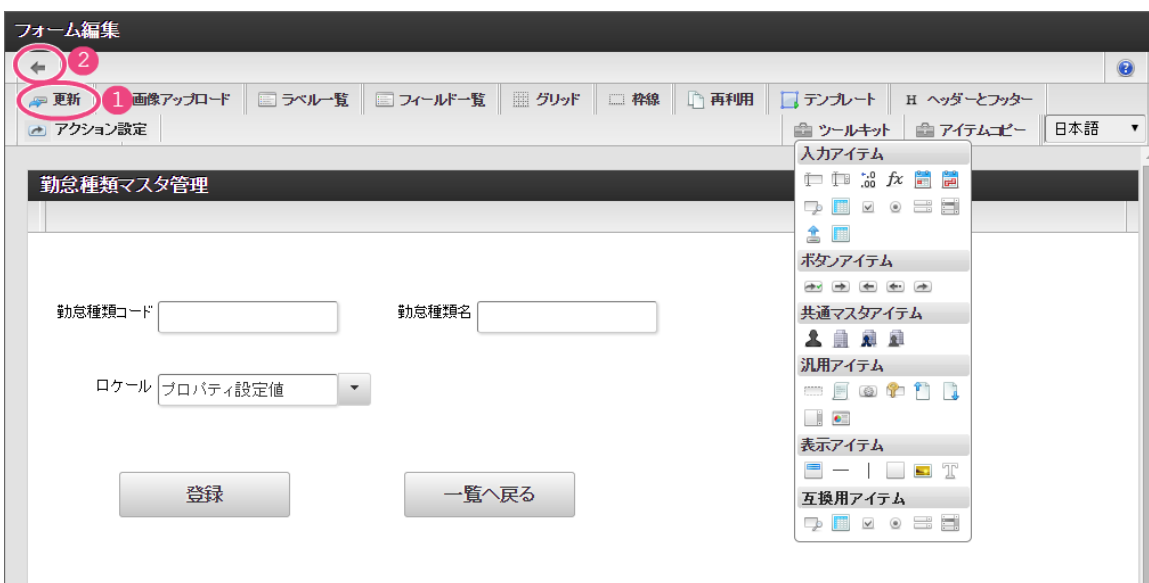 フォーム編集
2
更新 1 画像アップロード ラベル一覧 フィールド一覧 グリッド 枠線 再利用 テンプレート H ヘッダーとフッター
アクション設定 ツールキット アイテムコピー 日本語
入力アイテム
勤怠種類マスタ管理
ボタンアイテム
勤怠種類コード 勤怠種類名
共通マスタアイテム
汎用アイテム
ロケール プロパティ設定値
表示アイテム
登録 一覧へ戻る
互換用アイテム